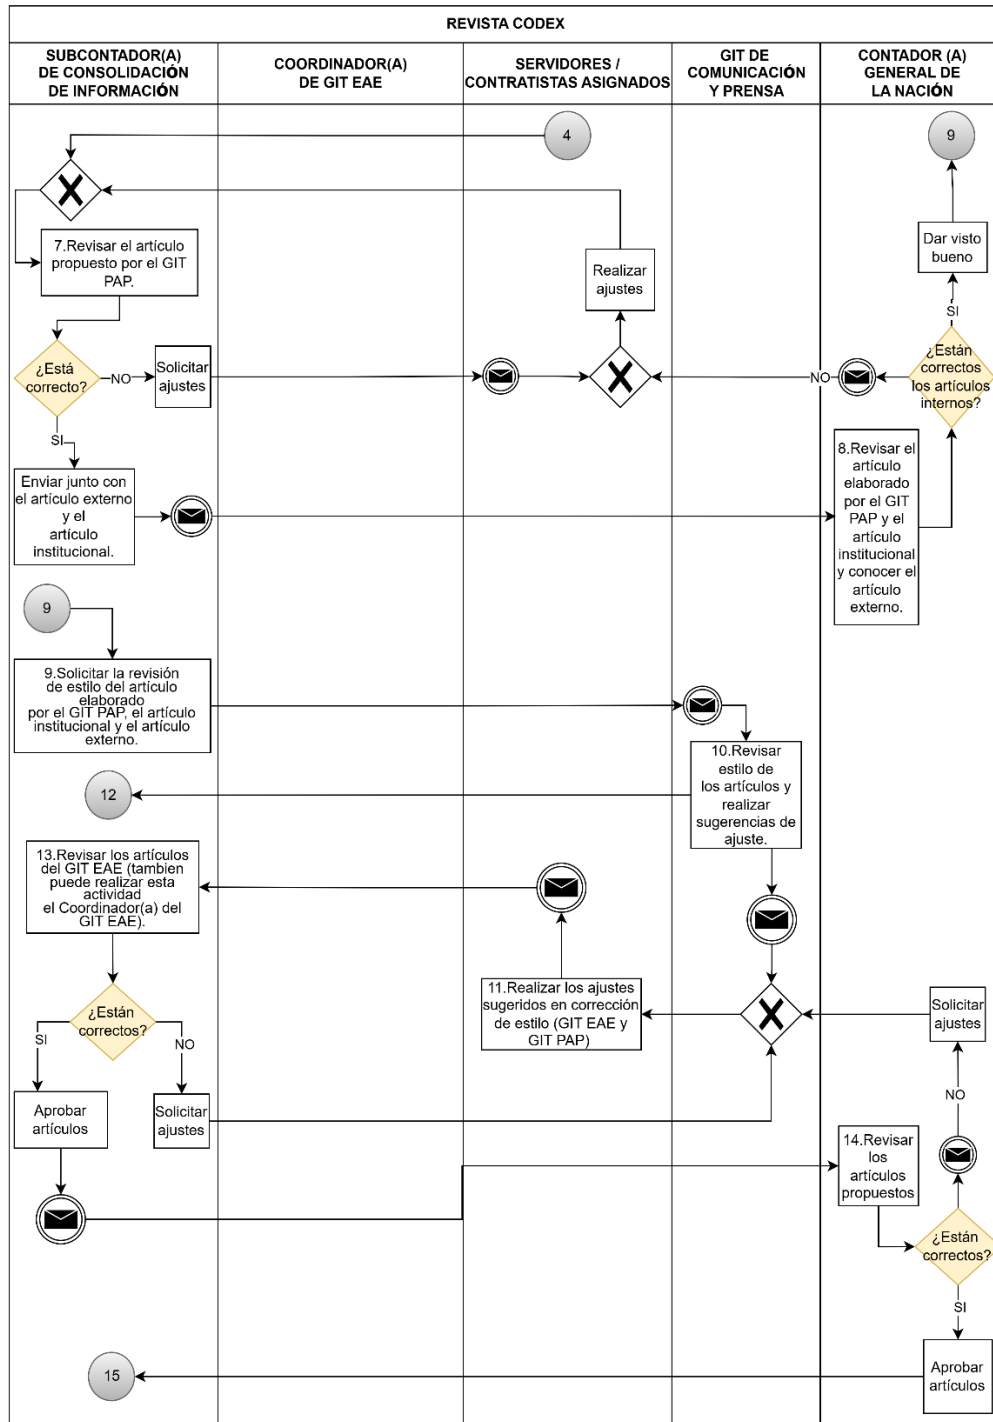 REVISTA CODEX
SUBCONTADOR(A)
DE CONSOLIDACIÓN
DE INFORMACIÓN
COORDINADOR(A)
DE GIT EAE
SERVIDORES /
CONTRATISTAS ASIGNADOS
GIT DE
COMUNICACIÓN
Y PRENSA
CONTADOR (A)
GENERAL DE
LA NACIÓN
4
9
7.Revisar el artículo
propuesto por el GIT
PAP.
Realizar
ajustes
Dar visto
bueno
SI
¿Está
correcto?
NO
Solicitar
ajustes
NO
¿Están
correctos
los artículos
internos?
SI
Enviar junto con
el artículo externo
y el
artículo
institucional.
8.Revisar el
artículo
elaborado
por el GIT
PAP y el
artículo
institucional
y conocer el
artículo
externo.
9
9.Solicitar la revisión
de estilo del artículo
elaborado
por el GIT PAP, el artículo
institucional y el artículo
externo.
10.Revisar
estilo de
los artículos y
realizar
sugerencias de
ajuste.
12
13.Revisar los artículos
del GIT EAE (tambien
puede realizar esta
actividad
el Coordinador(a) del
GIT EAE).
11.Realizar los ajustes
sugeridos en corrección
de estilo (GIT EAE y
GIT PAP)
Solicitar
ajustes
¿Están
correctos?
SI
NO
NO
Aprobar
artículos
Solicitar
ajustes
14.Revisar
los
artículos
propuestos
¿Están
correctos?
SI
15
Aprobar
artículos